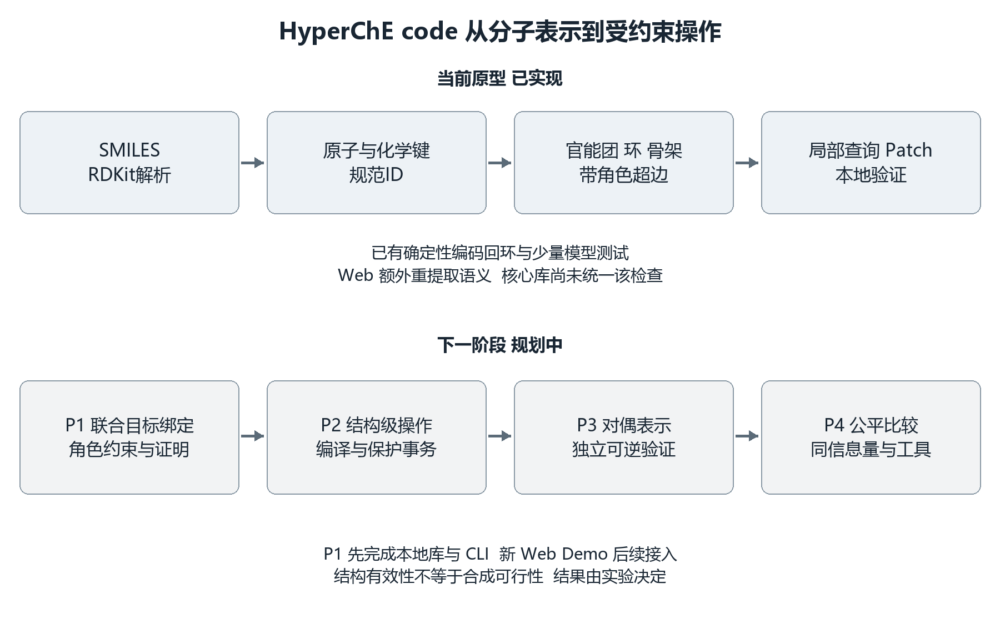 HyperChE code 从分子表示到受约束操作
当前原型 已实现
SMILES
RDKit解析
原子与化学键
规范ID
官能团 环 骨架
带角色超边
局部查询 Patch
本地验证
已有确定性编码回环与少量模型测试
Web 额外重提取语义 核心库尚未统一该检查
下一阶段 规划中
P1 联合目标绑定
角色约束与证明
P2 结构级操作
编译与保护事务
P3 对偶表示
独立可逆验证
P4 公平比较
同信息量与工具
P1 先完成本地库与 CLI 新 Web Demo 后续接入
结构有效性不等于合成可行性 结果由实验决定